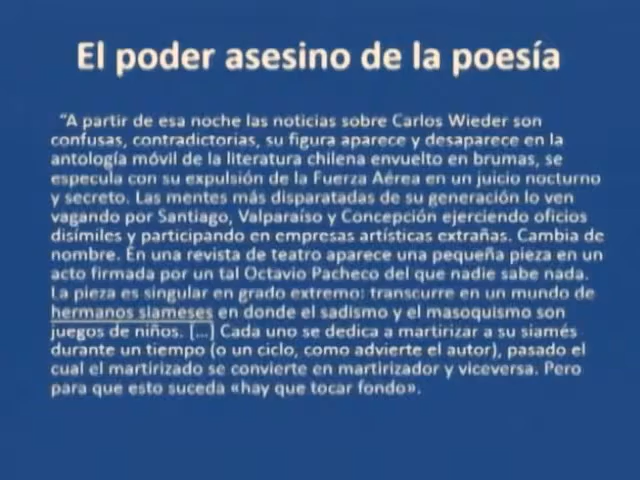 El poder asesino de la poesía
“A partir de esa noche las noticias sobre Carlos Wieder son
confusas, contradictorias, su figura aparece y desaparece en la
antología móvil de la literatura chilena envuelto en brumas, se
especula con su expulsión de la Fuerza Aérea en un juicio nocturno
y secreto. Las mentes más disparatadas de su generación lo ven
vagando por Santiago, Valparaíso y Concepción ejerciendo oficios
disímiles y participando en empresas artísticas extrañas. Cambia de
nombre. En una revista de teatro aparece una pequeña pieza en un
acto firmada por un tal Octavio Pacheco del que nadie sabe nada.
La pieza es singular en grado extremo: transcurre en un mundo de
hermanos siameses en donde el sadismo y el masoquismo son
juegos de niños. [...] Cada uno se dedica a martirizar a su siamés
durante un tiempo (o un ciclo, como advierte el autor), pasado el
cual el martirizado se convierte en martirizador y viceversa. Pero
para que esto suceda «hay que tocar fondo».